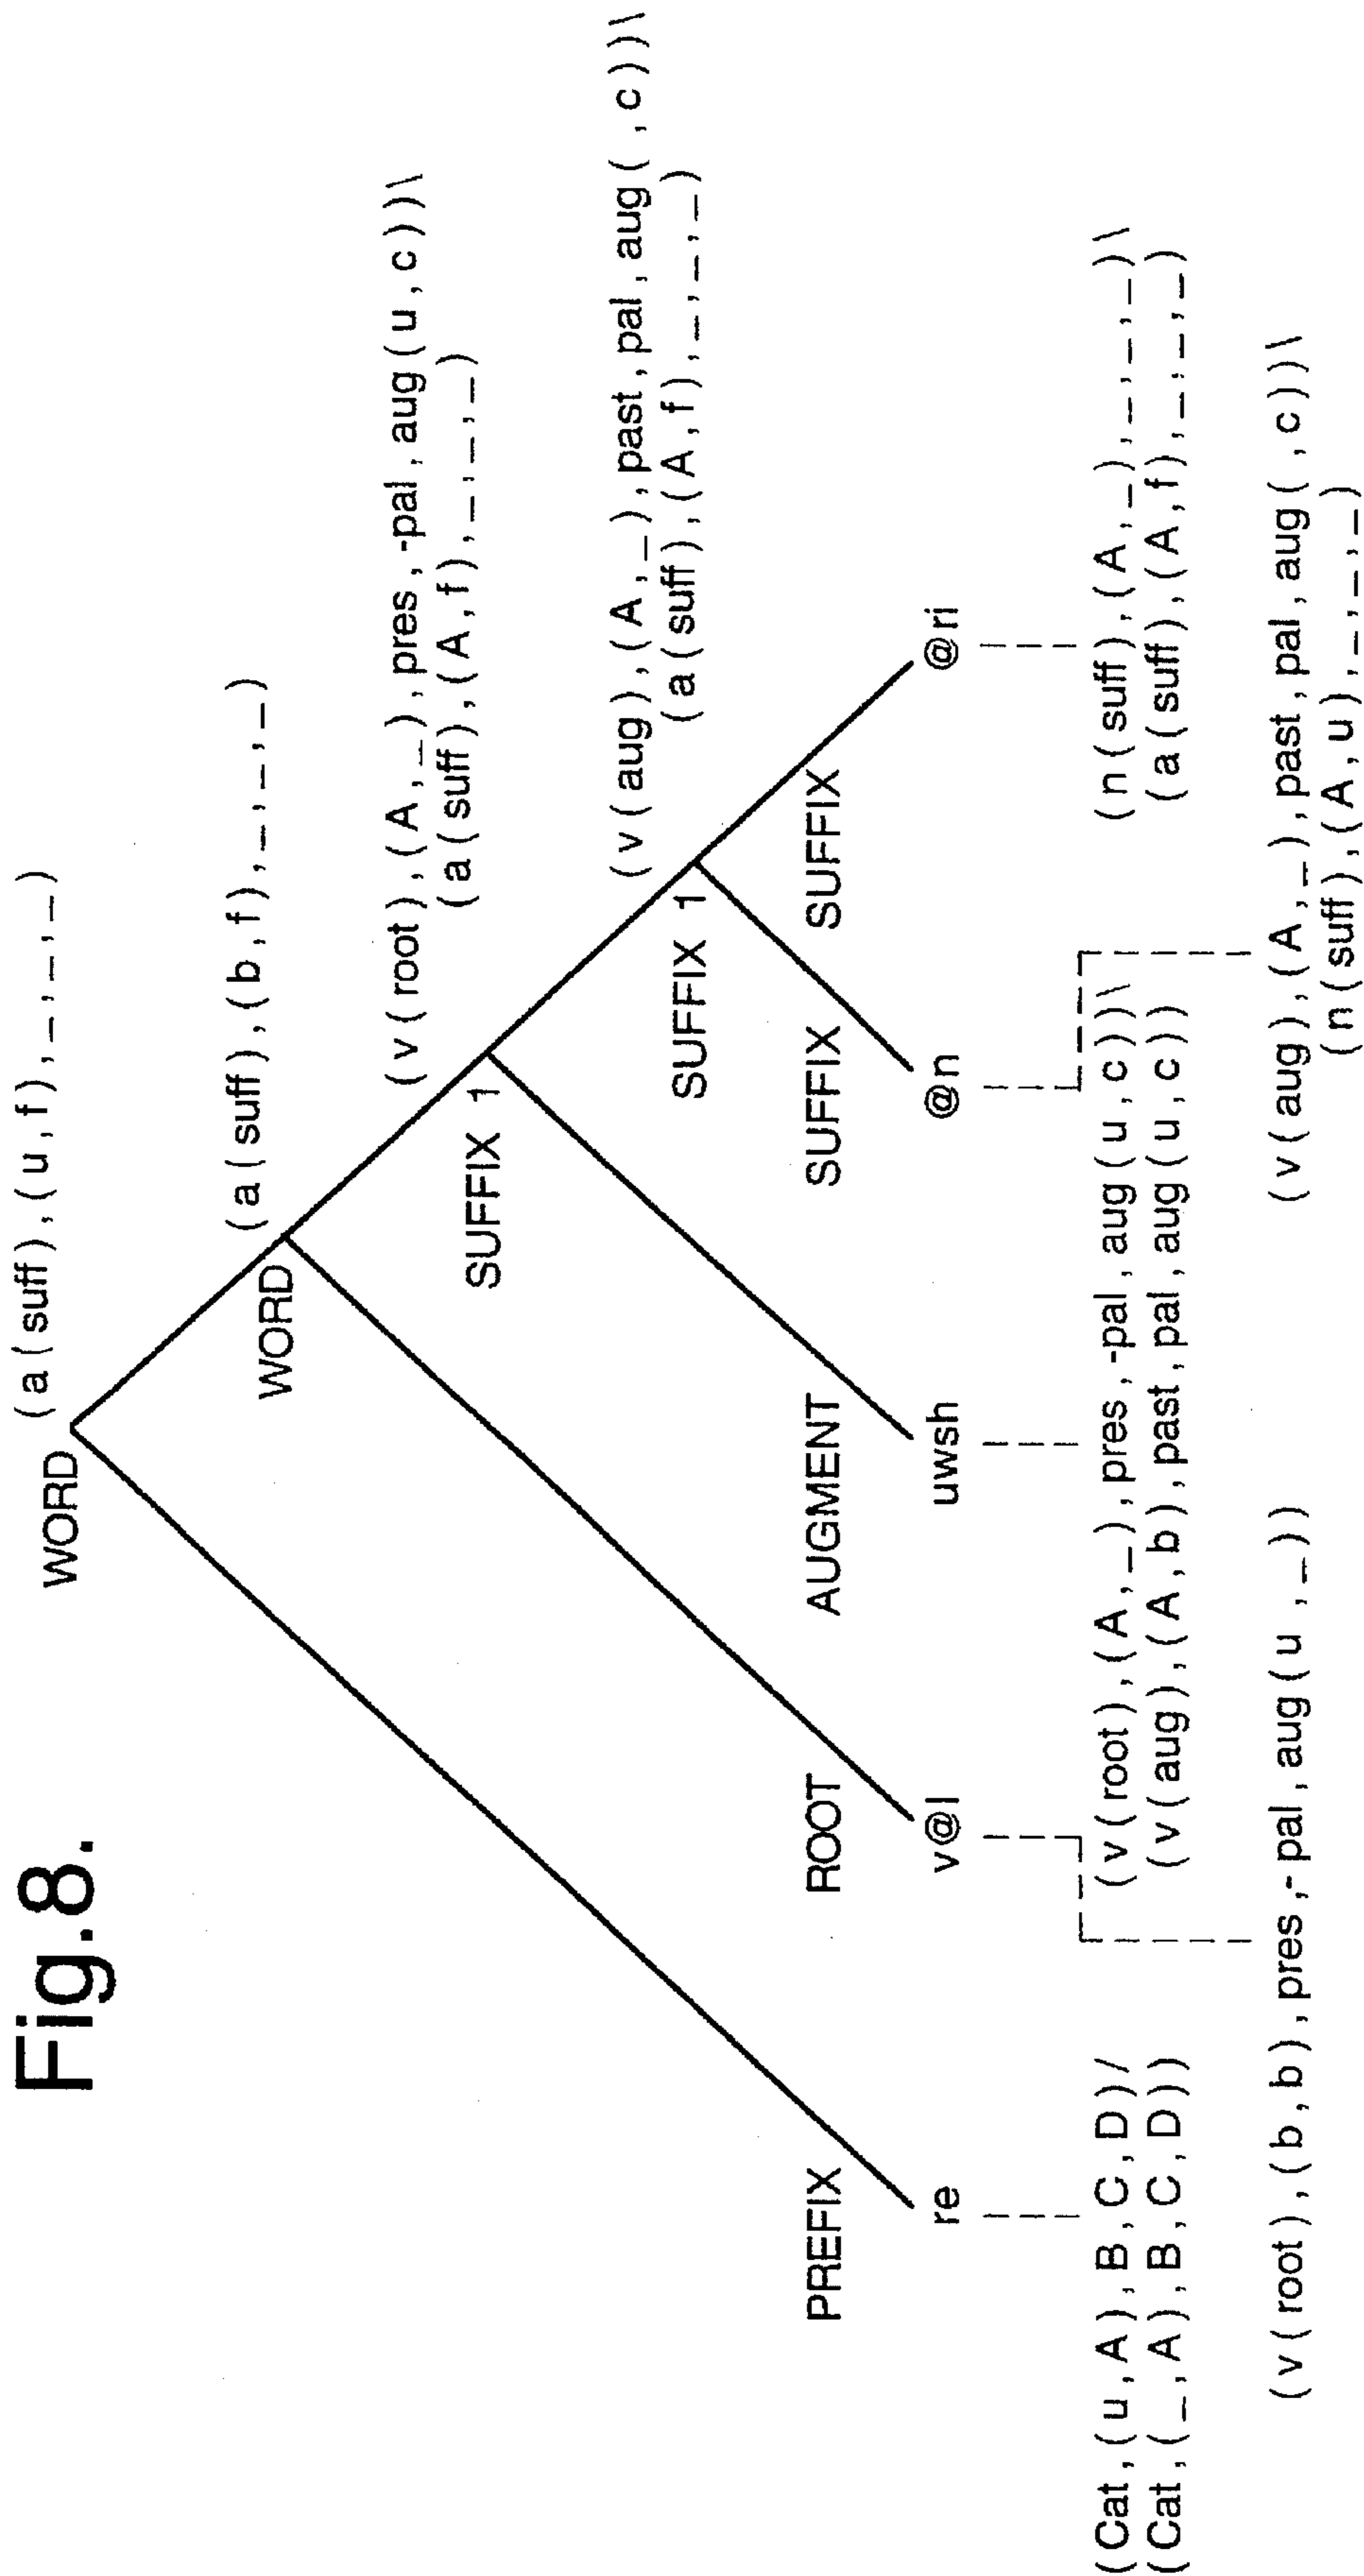 Fig.8.
WORD
(a(suff),(u,f),_,_,_)
WORD
(a(suff),(b,f),_,_,_)
SUFFIX 1
(v(root),(A,_),pres,-pal,aug(u,c))\
(a(suff),(A,f),_,_,_)
SUFFIX 1
(v(aug),(A,_),past,pal,aug( ,c))\
(a(suff),(A,f),_,_,_)
PREFIX
ROOT
AUGMENT
SUFFIX
SUFFIX
re
v@l
uwsh
@n
@ri
(Cat,(u,A),B,C,D)/
(Cat,(_,A),B,C,D))
(v(root),(A,_),pres,-pal,aug(u,c))\
(v(aug),(A,b),past,pal,aug(u,c))
(n(suff),(A,_),_,_,_)\
(a(suff),(A,f),_,_,_)
(v(root),(b,b),pres,-pal,aug(u,_))
(v(aug),(A,_),past,pal,aug( ,c))\
(n(suff),(A,u),_,_,_)